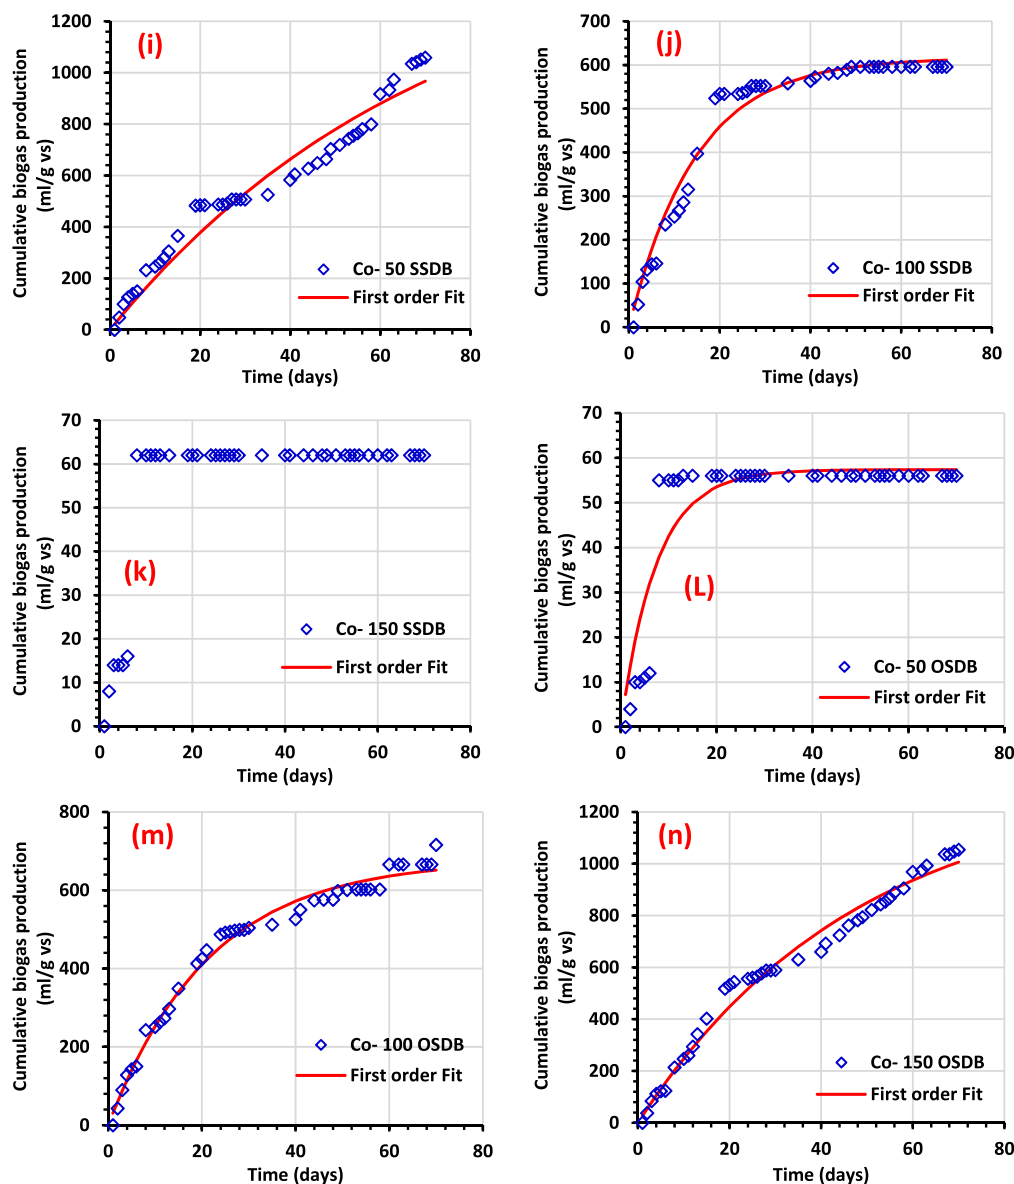 (i)
Cumulative biogas production
(ml/g vs)
1200
1000
800
600
400
200
0
0 20 40 60 80
Time (days)
Co- 50 SSDB
First order Fit
(j)
Cumulative biogas production
(ml/g vs)
700
600
500
400
300
200
100
0
0 20 40 60 80
Time (days)
Co- 100 SSDB
First order Fit
(k)
Cumulative biogas production
(ml/g vs)
70
60
50
40
30
20
10
0
0 20 40 60 80
Time (days)
Co- 150 SSDB
First order Fit
(L)
Cumulative biogas production
(ml/g vs)
70
60
50
40
30
20
10
0
0 20 40 60 80
Time (days)
Co- 50 OSDB
First order Fit
(m)
Cumulative biogas production
(ml/g vs)
800
600
400
200
0
0 20 40 60 80
Time (days)
Co- 100 OSDB
First order Fit
(n)
Cumulative biogas production
(ml/g vs)
1200
1000
800
600
400
200
0
0 20 40 60 80
Time (days)
Co- 150 OSDB
First order Fit